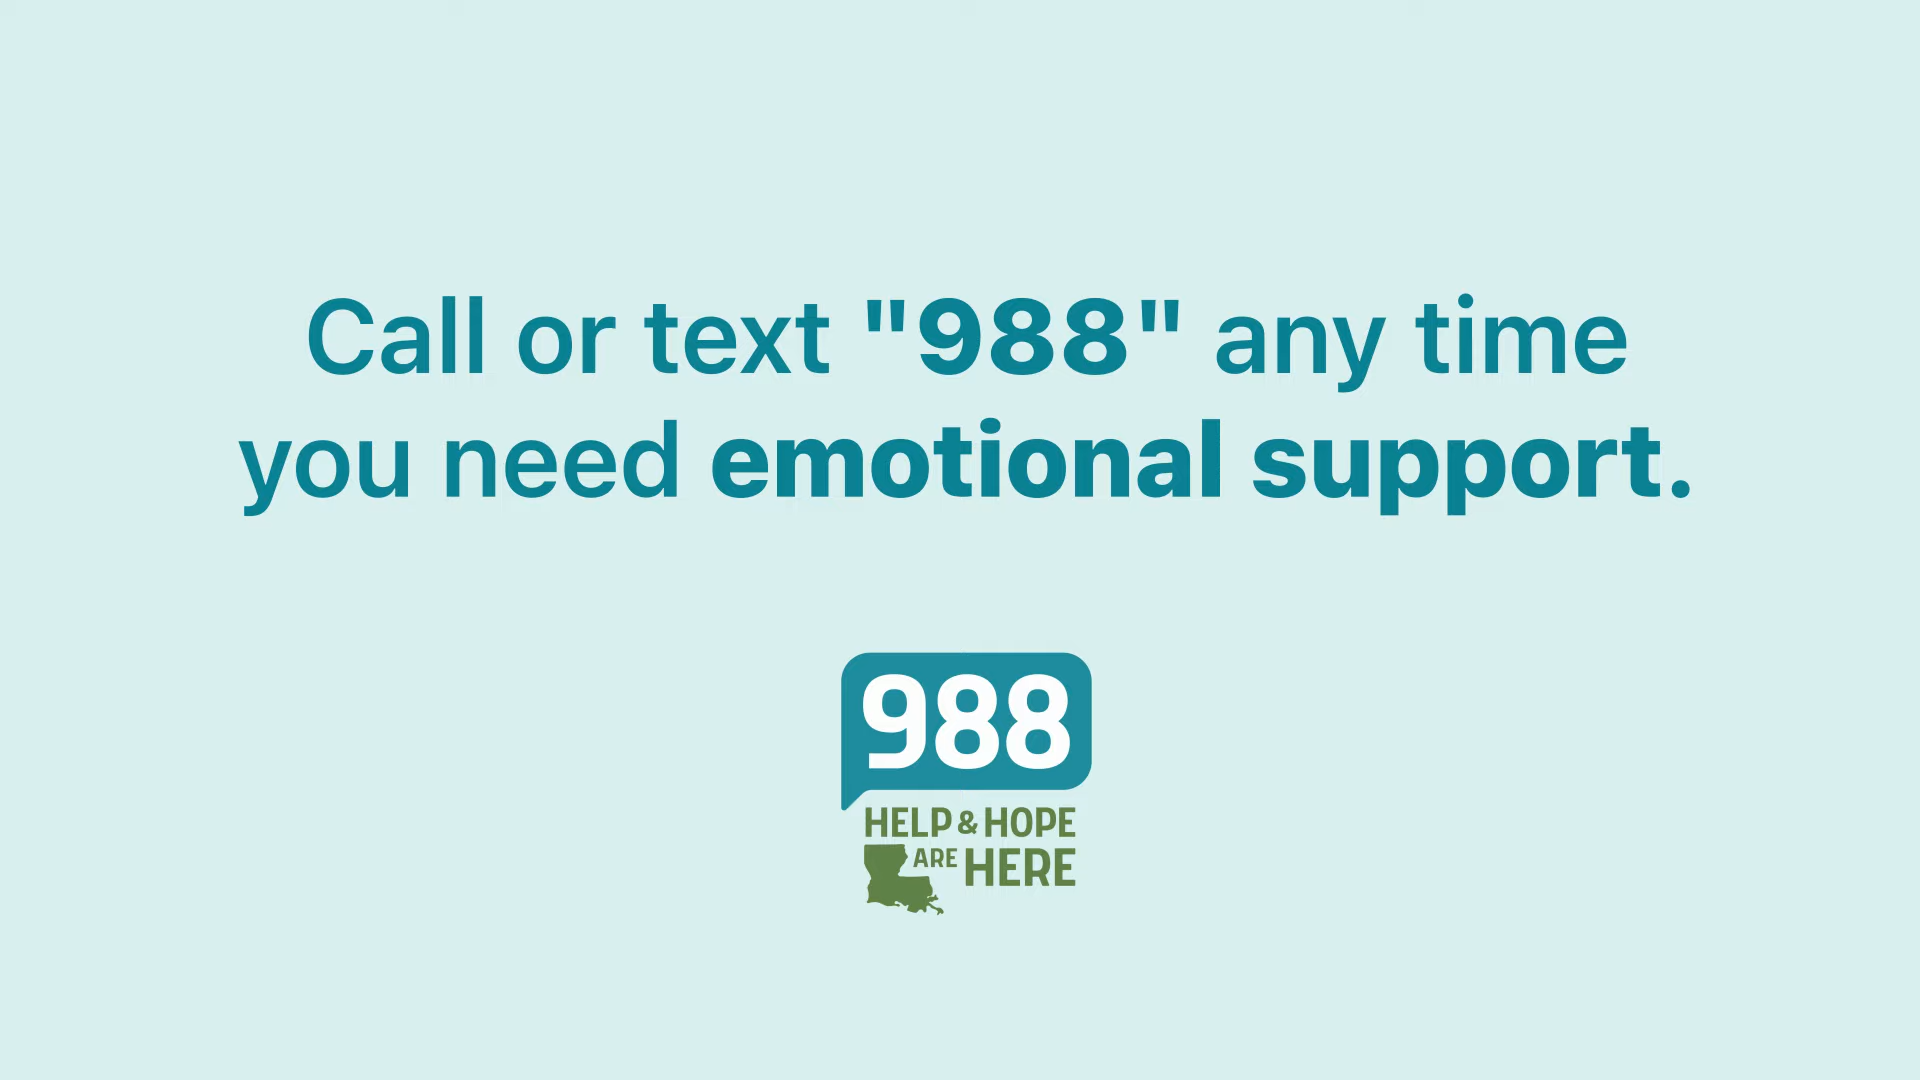 Call or text "988" any time
you need emotional support.
988
HELP & HOPE
ARE HERE